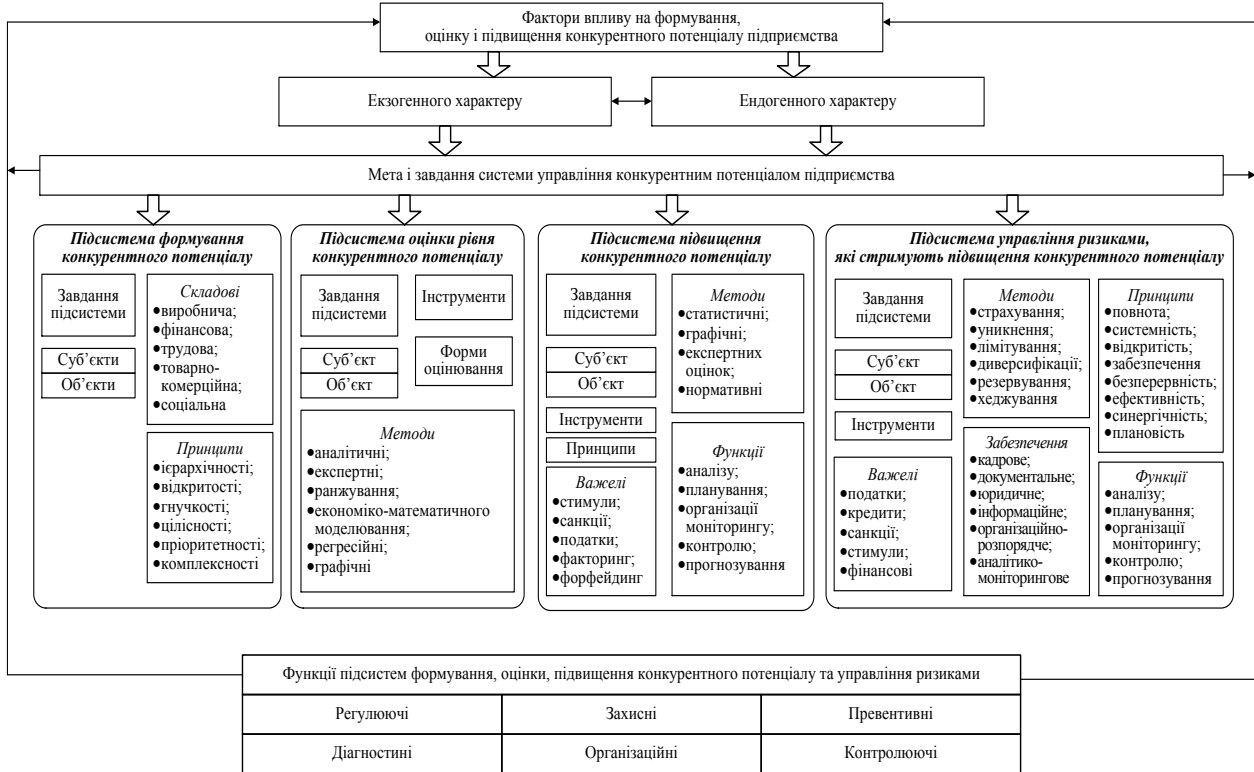 Фактори впливу на формування,
оцінку і підвищення конкурентного потенціалу підприємства
Екзогенного характеру
Ендогенного характеру
Мета і завдання системи управління конкурентним потенціалом підприємства
Підсистема формування
конкурентного потенціалу
Завдання
підсистеми
Суб’єкти
Об’єкти
Складові
●виробнича;
●фінансова;
●трудова;
●товарно-
комерційна;
●соціальна
Принципи
●ієрархічності;
●відкритості;
●гнучкості;
●цілісності;
●пріоритетності;
●комплексності
Підсистема оцінки рівня
конкурентного потенціалу
Завдання
підсистеми
Суб’єкт
Об’єкт
Інструменти
Форми
оцінювання
Методи
●аналітичні;
●експертні;
●ранжування;
●економіко-математичного
моделювання;
●регресійні;
●графічні
Підсистема підвищення
конкурентного потенціалу
Завдання
підсистеми
Суб’єкт
Об’єкт
Інструменти
Принципи
Важелі
●стимули;
●санкції;
●податки;
●факторинг;
●форфейдинг
Методи
●статистичні;
●графічні;
●експертних
оцінок;
●нормативні
Функції
●аналізу;
●планування;
●організації
моніторингу;
●контролю;
●прогнозування
Підсистема управління ризиками,
які стримують підвищення конкурентного потенціалу
Завдання
підсистеми
Суб’єкт
Об’єкт
Інструменти
Важелі
●податки;
●кредити;
●санкції;
●стимули;
●фінансові
Методи
●страхування;
●уникнення;
●лімітування;
●диверсифікації;
●резервування;
●хеджування
Забезпечення
●кадрове;
●документальне;
●юридичне;
●інформаційне;
●організаційно-
розпорядче;
●аналітико-
моніторингове
Принципи
●повнота;
●системність;
●відкритість;
●забезпечення
●безперервність;
●ефективність;
●синергічність;
●плановість
Функції
●аналізу;
●планування;
●організації
моніторингу;
●контролю;
●прогнозування
Функції підсистем формування, оцінки, підвищення конкурентного потенціалу та управління ризиками
Регулюючі
Захисні
Превентивні
Діагностині
Організаційні
Контролюючі